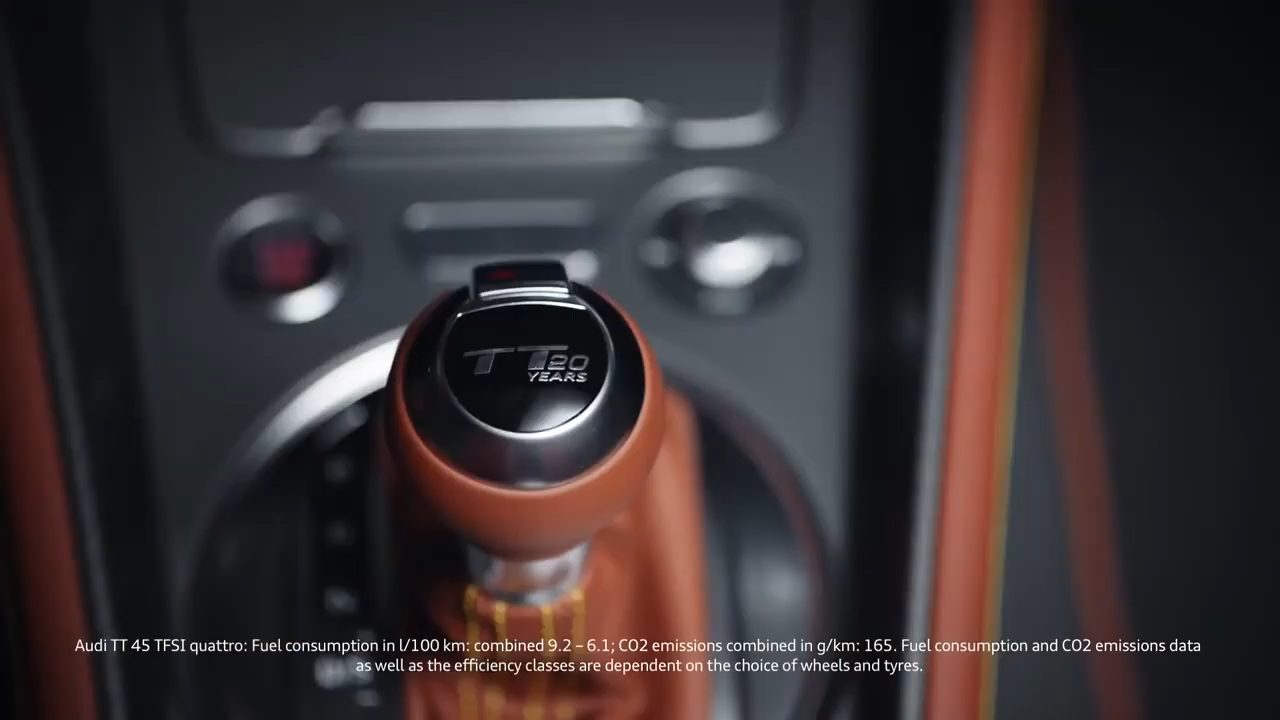 TT 20
YEARS
Audi TT 45 TFSI quattro: Fuel consumption in l/100 km: combined 9.2 – 6.1; CO2 emissions combined in g/km: 165. Fuel consumption and CO2 emissions data
as well as the efficiency classes are dependent on the choice of wheels and tyres.